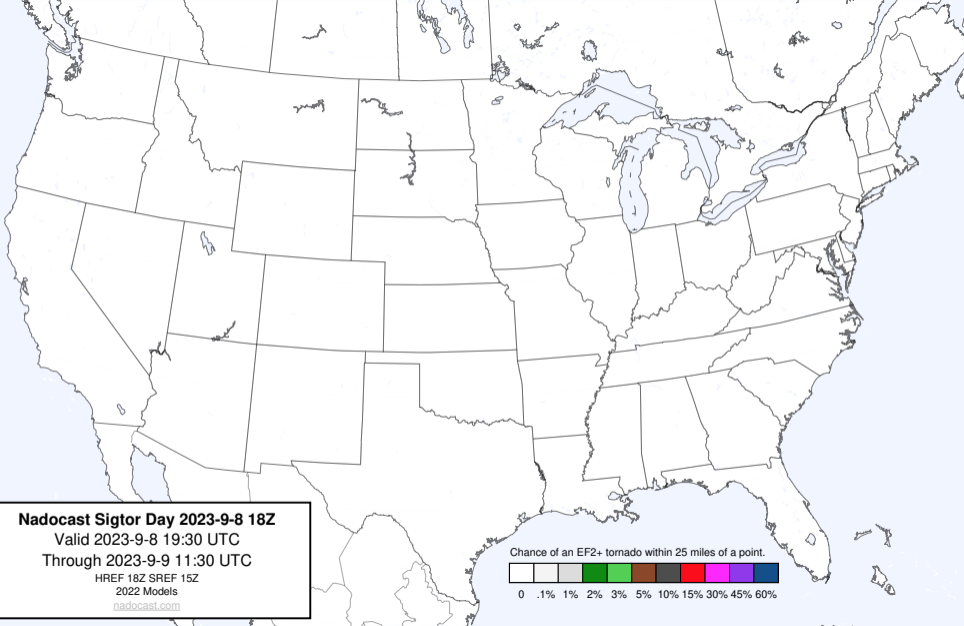 Nadocast Sigtor Day 2023-9-8 18Z
Valid 2023-9-8 19:30 UTC
Through 2023-9-9 11:30 UTC
HREF 18Z SREF 15Z
2022 Models
nadocast.com
Chance of an EF2+ tornado within 25 miles of a point.
0 .1% 1% 2% 3% 5% 10% 15% 30% 45% 60%